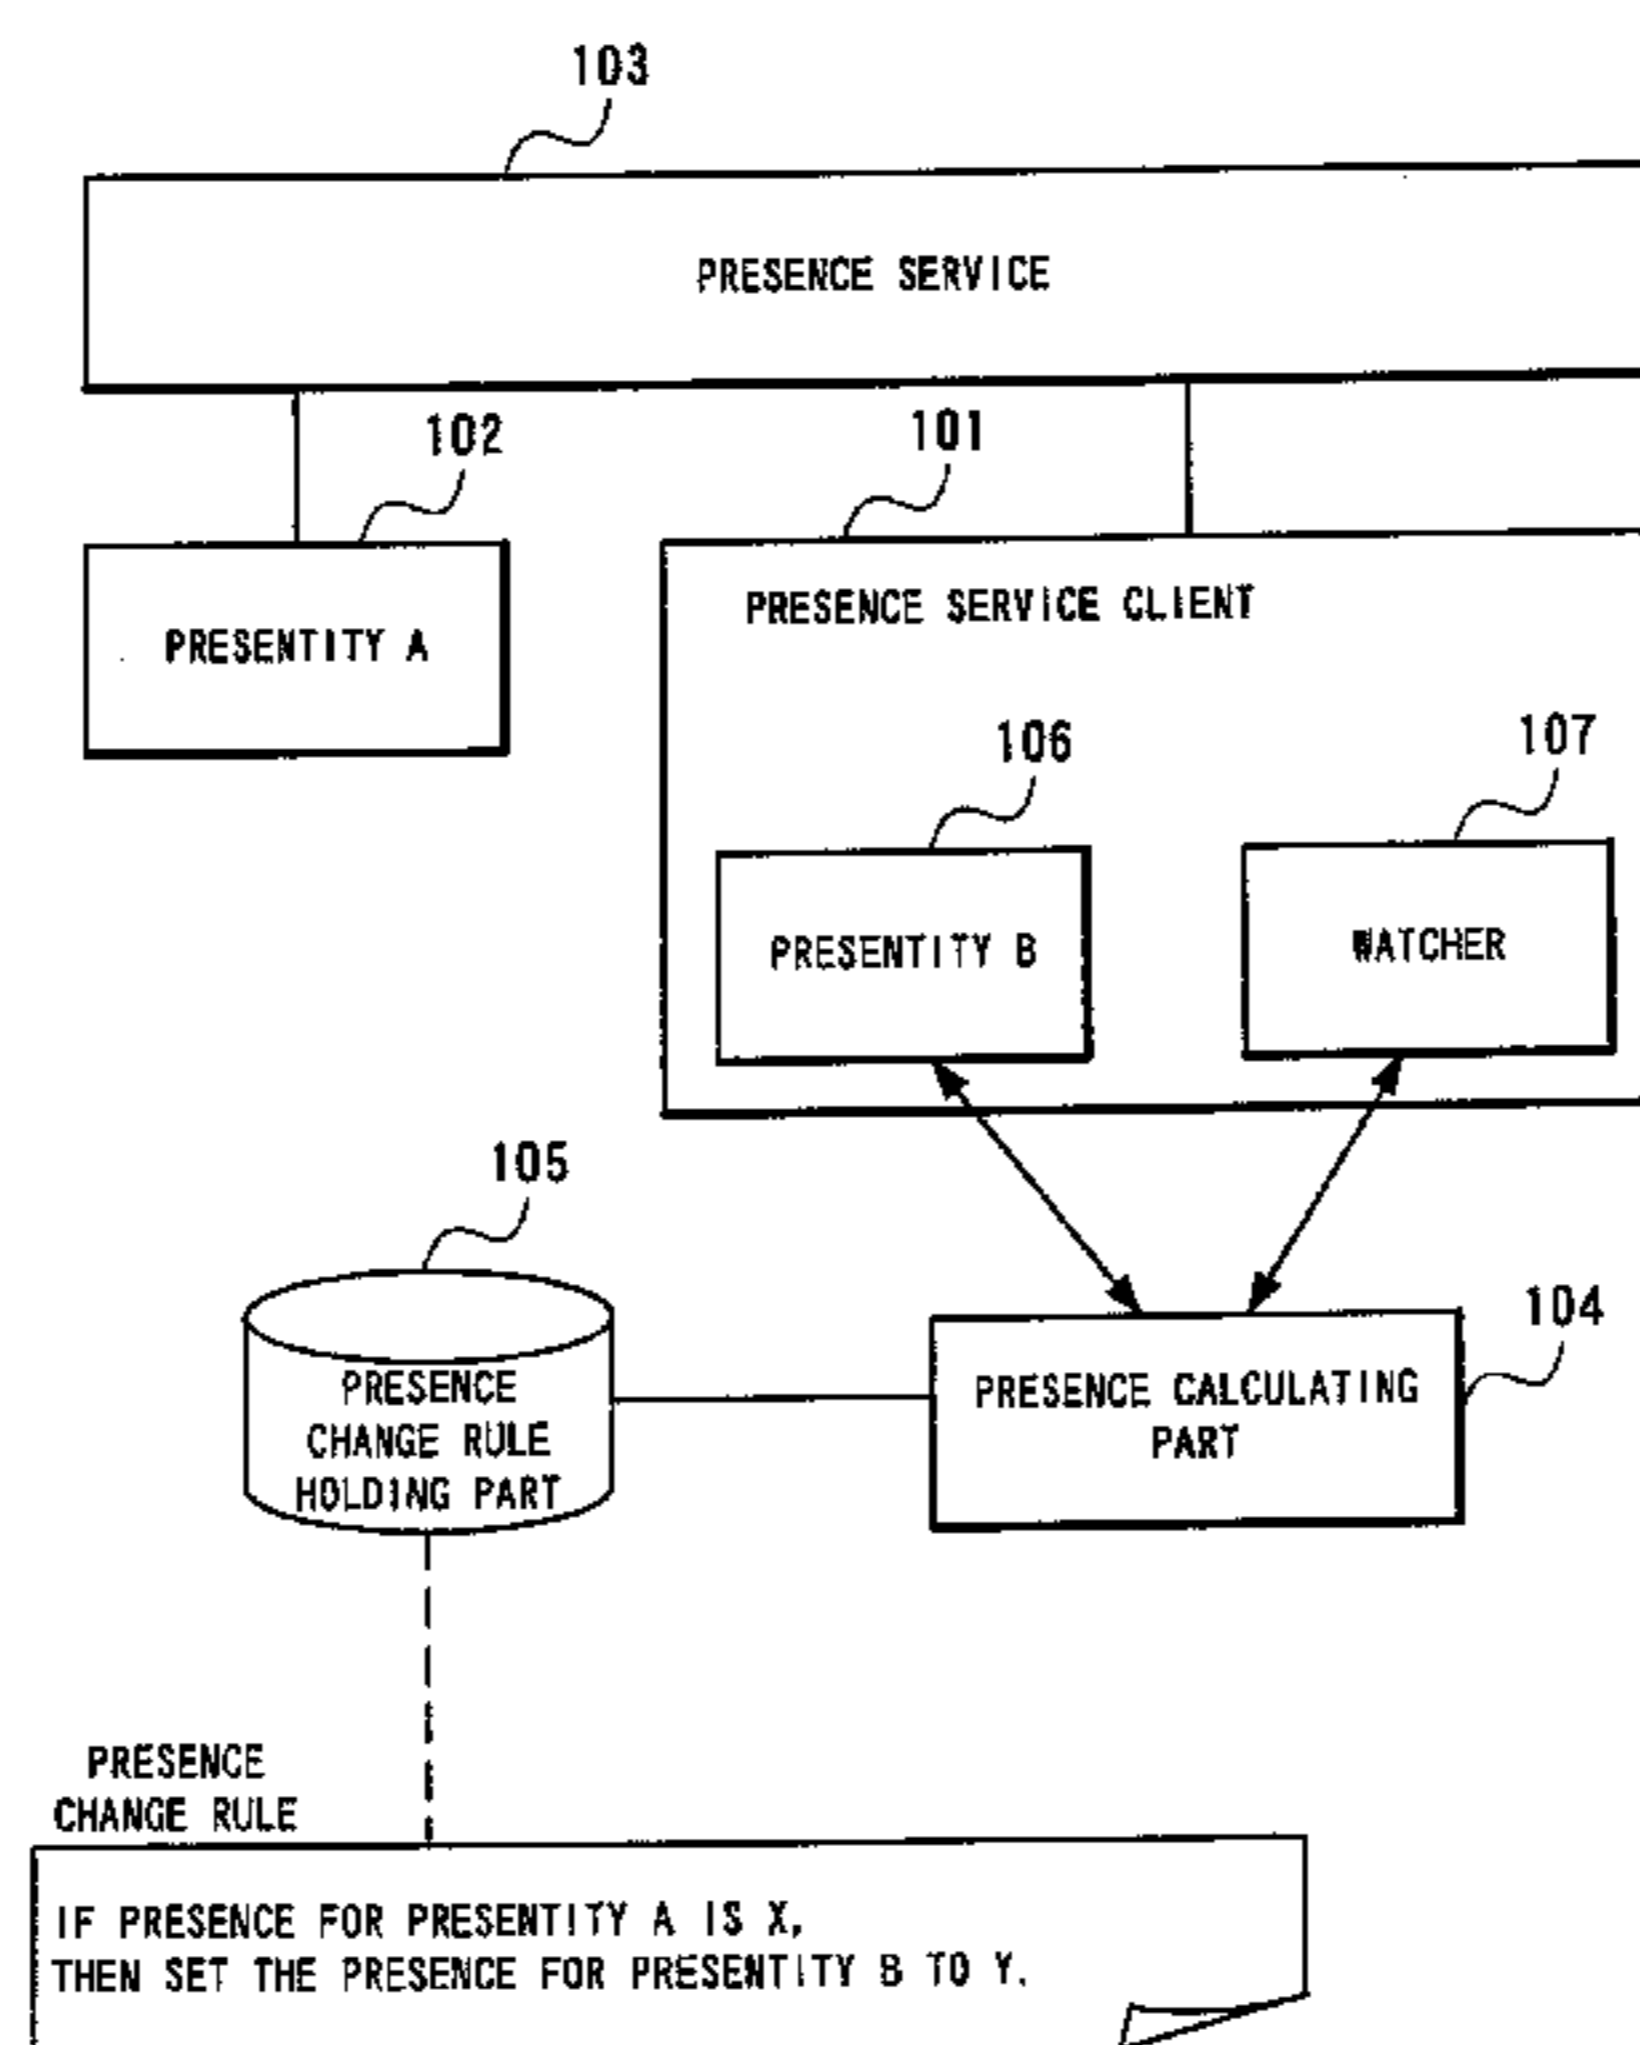 103
PRESENCE SERVICE
102
101
PRESENTITY A
PRESENCE SERVICE CLIENT
106
107
PRESENTITY B
WATCHER
105
104
PRESENCE
CHANGE RULE
HOLDING PART
PRESENCE CALCULATING
PART
PRESENCE
CHANGE RULE
IF PRESENCE FOR PRESENTITY A IS X,
THEN SET THE PRESENCE FOR PRESENTITY B TO Y.